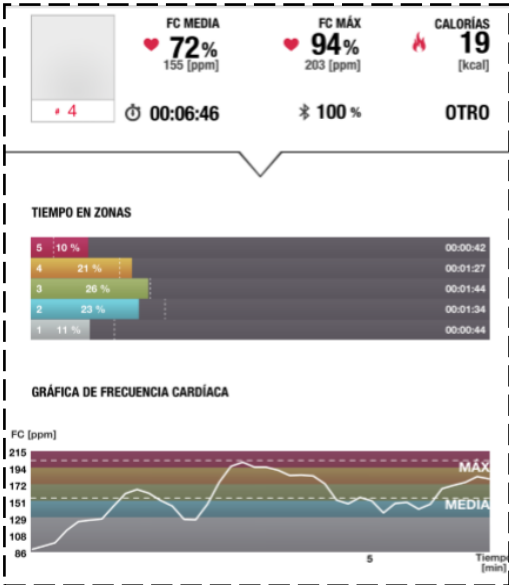 FC MEDIA
72%
155 [ppm]
FC MÁX
94%
203 [ppm]
CALORÍAS
19
[kcal]
4
00:06:46
100 %
OTRO
TIEMPO EN ZONAS
5 10 % 00:00:42
4 21 % 00:01:27
3 26 % 00:01:44
2 23 % 00:01:34
1 11 % 00:00:44
GRÁFICA DE FRECUENCIA CARDÍACA
FC [ppm]
215
194
172
151
129
108
86
MÁX
MEDIA
5
Tiempo
[min]